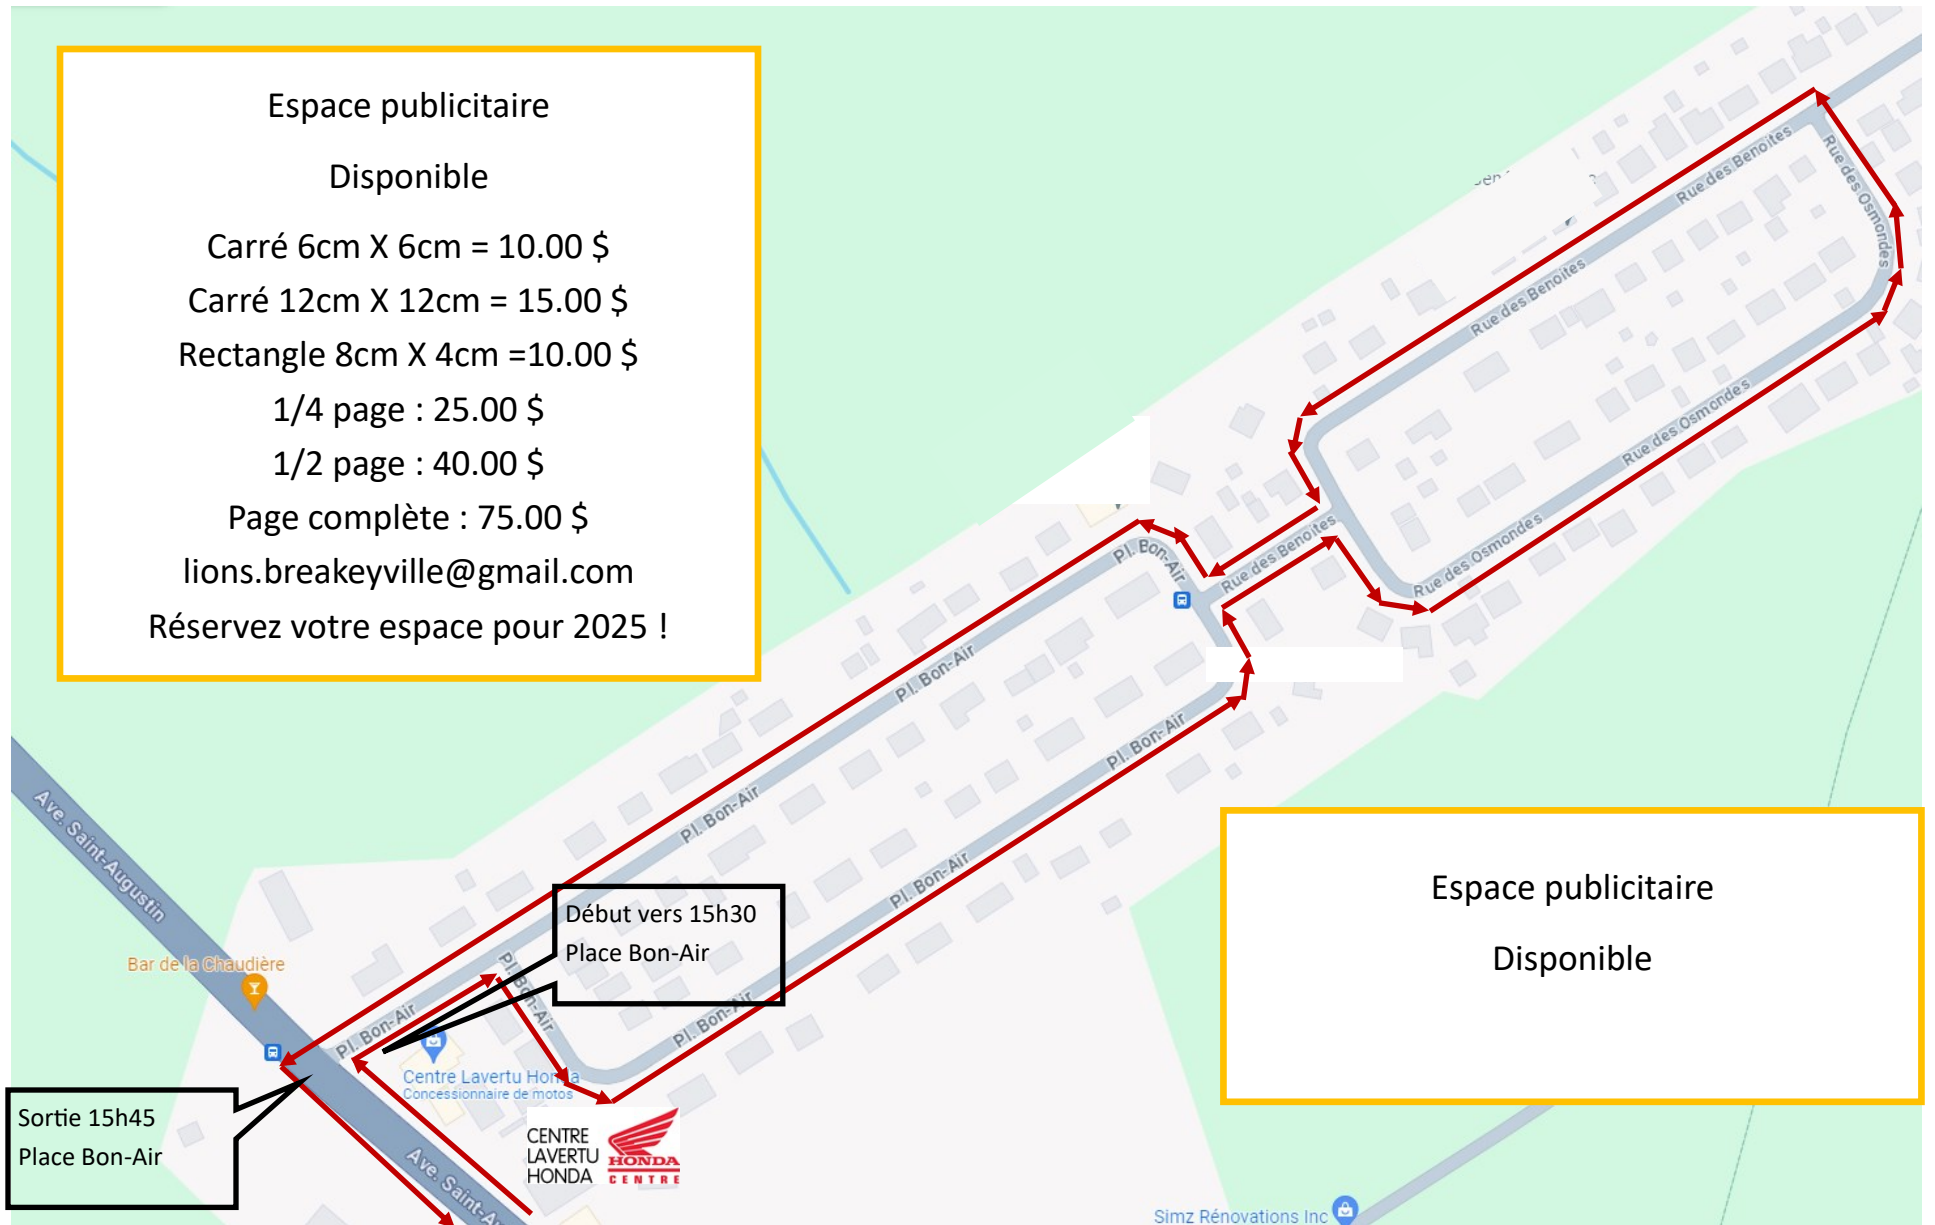 Espace publicitaire
Disponible
Carré 6cm X 6cm = 10.00 $
Carré 12cm X 12cm = 15.00 $
Rectangle 8cm X 4cm =10.00 $
1/4 page : 25.00 $
1/2 page : 40.00 $
Page complète : 75.00 $
lions.breakeyville@gmail.com
Réservez votre espace pour 2025 !
Rue des Benoites
Rue des Osmondes
Rue des Benoites
Rue des Osmondes
Rue des Benoites
Rue des Osmondes
Pl. Bon-Air
Pl. Bon-Air
Pl. Bon-Air
Pl. Bon-Air
Pl. Bon-Air
Ave. Saint-Augustin
Début vers 15h30
Place Bon-Air
Espace publicitaire
Disponible
Bar de la Chaudière
Pl. Bon-Air
Pl. Bon-Air
Pl. Bon-Air
Centre Lavertu Honda
Concessionnaire de motos
Sortie 15h45
Place Bon-Air
CENTRE
LAVERTU
HONDA
HONDA
CENTRE
Ave. Saint-Au
Simz Rénovations Inc